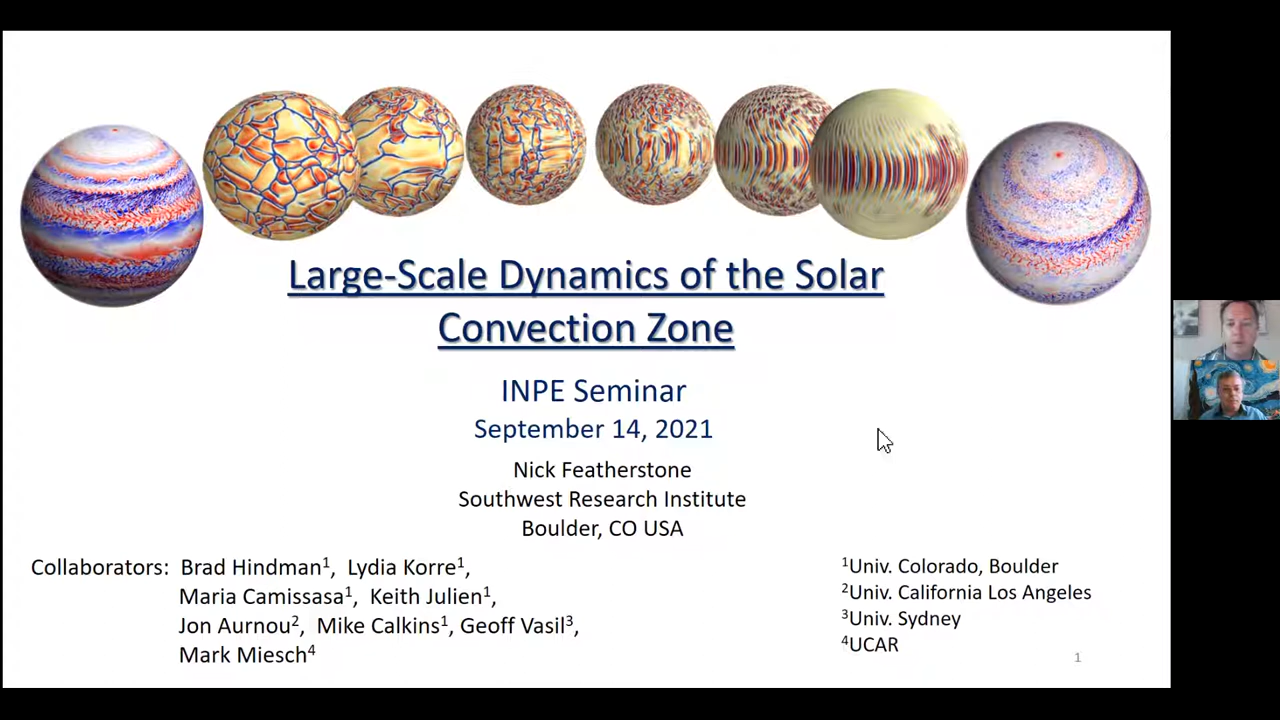 Large-Scale Dynamics of the Solar
Convection Zone
INPE Seminar
September 14, 2021
Nick Featherstone
Southwest Research Institute
Boulder, CO USA
Collaborators: Brad Hindman¹, Lydia Korre¹,
Maria Camissasa¹, Keith Julien¹,
Jon Aurnou², Mike Calkins¹, Geoff Vasil³,
Mark Miesch⁴
¹Univ. Colorado, Boulder
²Univ. California Los Angeles
³Univ. Sydney
⁴UCAR
1